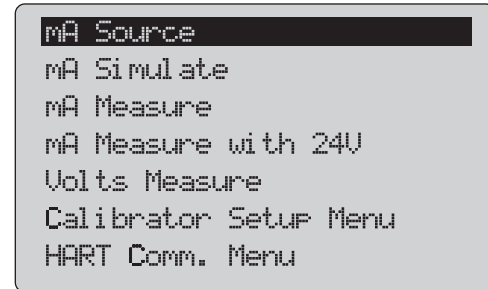 mA Source
mA Simulate
mA Measure
mA Measure with 24V
Volts Measure
Calibrator Setup Menu
HART Comm. Menu